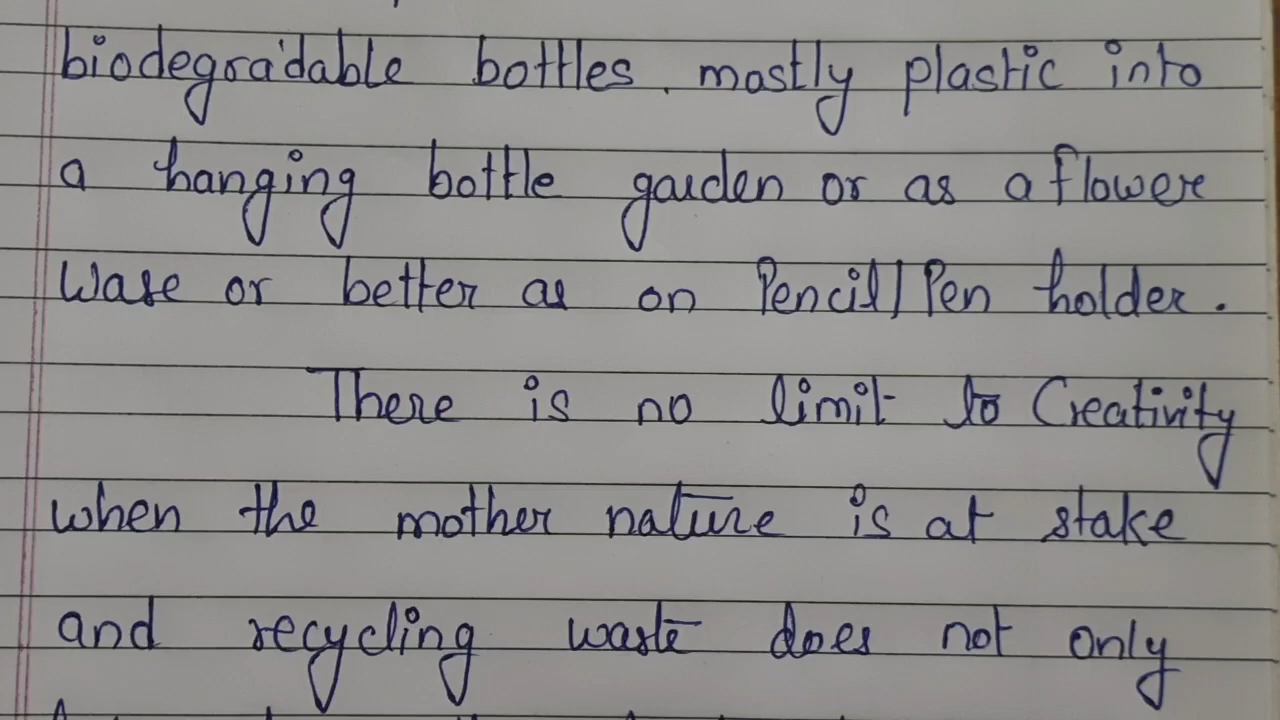 biodegradable bottles. mostly plastic into
a hanging bottle garden or as a flower
Wase or better as on Pencil/Pen holder.
There is no limit to Creativity
when the mother nature is at stake
and recycling waste does not only